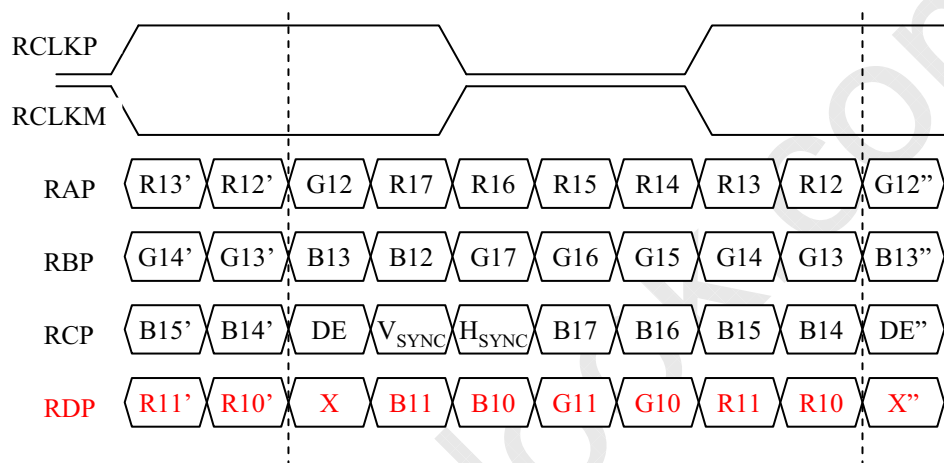 RCLKP
RCLKM
RAP R13’ R12’ G12 R17 R16 R15 R14 R13 R12 G12”
RBP G14’ G13’ B13 B12 G17 G16 G15 G14 G13 B13”
RCP B15’ B14’ DE VSYNC HSYNC B17 B16 B15 B14 DE”
RDP R11’ R10’ X B11 B10 G11 G10 R11 R10 X”